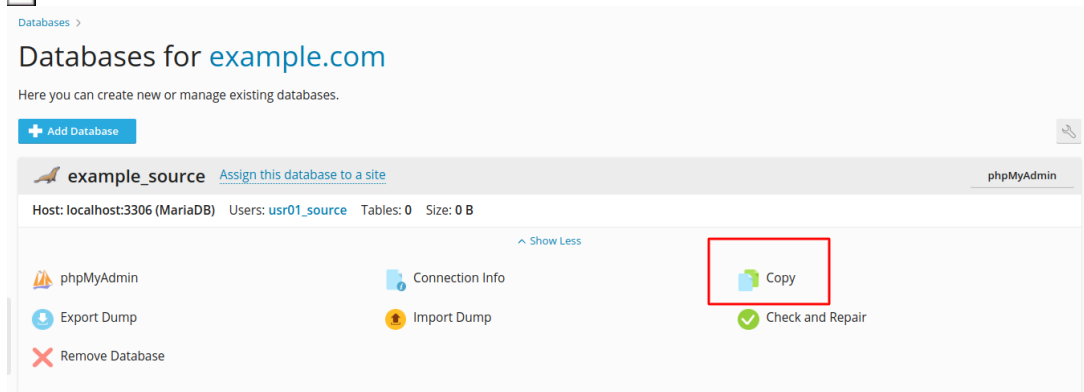 Databases >
Databases for example.com
Here you can create new or manage existing databases.
Add Database
example_source Assign this database to a site phpMyAdmin
Host: localhost:3306 (MariaDB) Users: usr01_source Tables: 0 Size: 0 B
Show Less
phpMyAdmin Connection Info Copy
Export Dump Import Dump Check and Repair
Remove Database